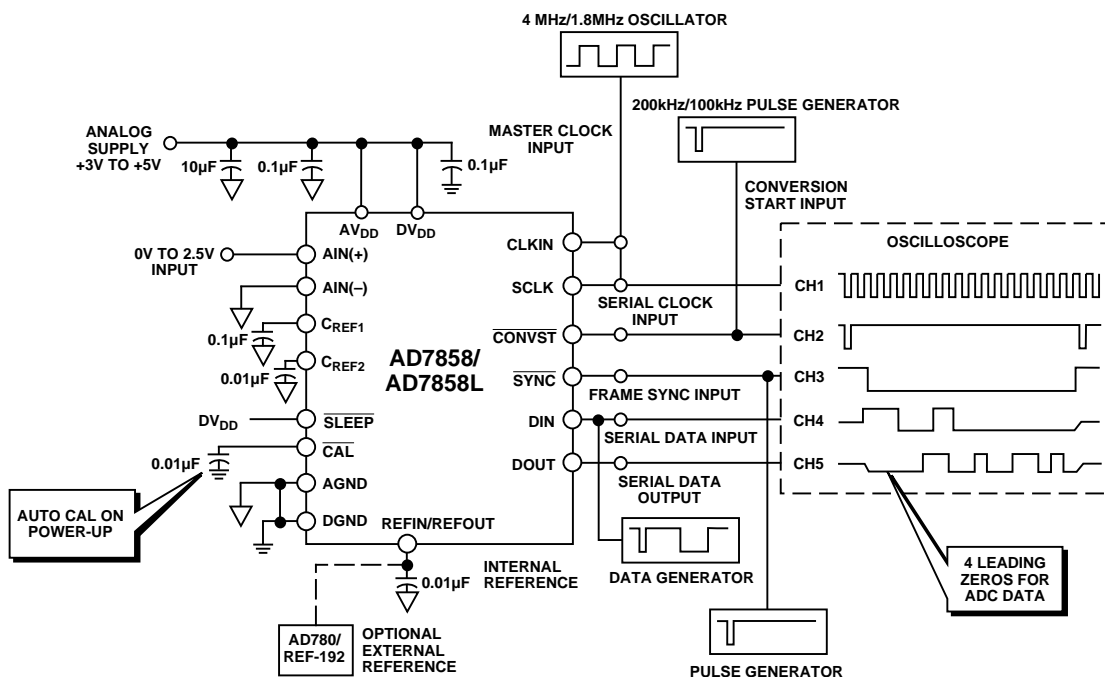 4 MHz/1.8MHz OSCILLATOR
200kHz/100kHz PULSE GENERATOR
MASTER CLOCK
INPUT
ANALOG
SUPPLY
+3V TO +5V
10µF
0.1µF
0.1µF
CONVERSION
START INPUT
AVDD
DVDD
OSCILLOSCOPE
0V TO 2.5V
INPUT
AIN(+)
CLKIN
AIN(–)
SCLK
CH1
SERIAL CLOCK
INPUT
CREF1
0.1µF
CONVST
CH2
AD7858/
AD7858L
CREF2
0.01µF
SYNC
CH3
FRAME SYNC INPUT
DVDD
SLEEP
DIN
CH4
SERIAL DATA INPUT
CAL
0.01µF
DOUT
CH5
SERIAL DATA
OUTPUT
AGND
AUTO CAL ON
POWER-UP
DGND
REFIN/REFOUT
INTERNAL
REFERENCE
0.01µF
DATA GENERATOR
4 LEADING
ZEROS FOR
ADC DATA
AD780/
REF-192
OPTIONAL
EXTERNAL
REFERENCE
PULSE GENERATOR